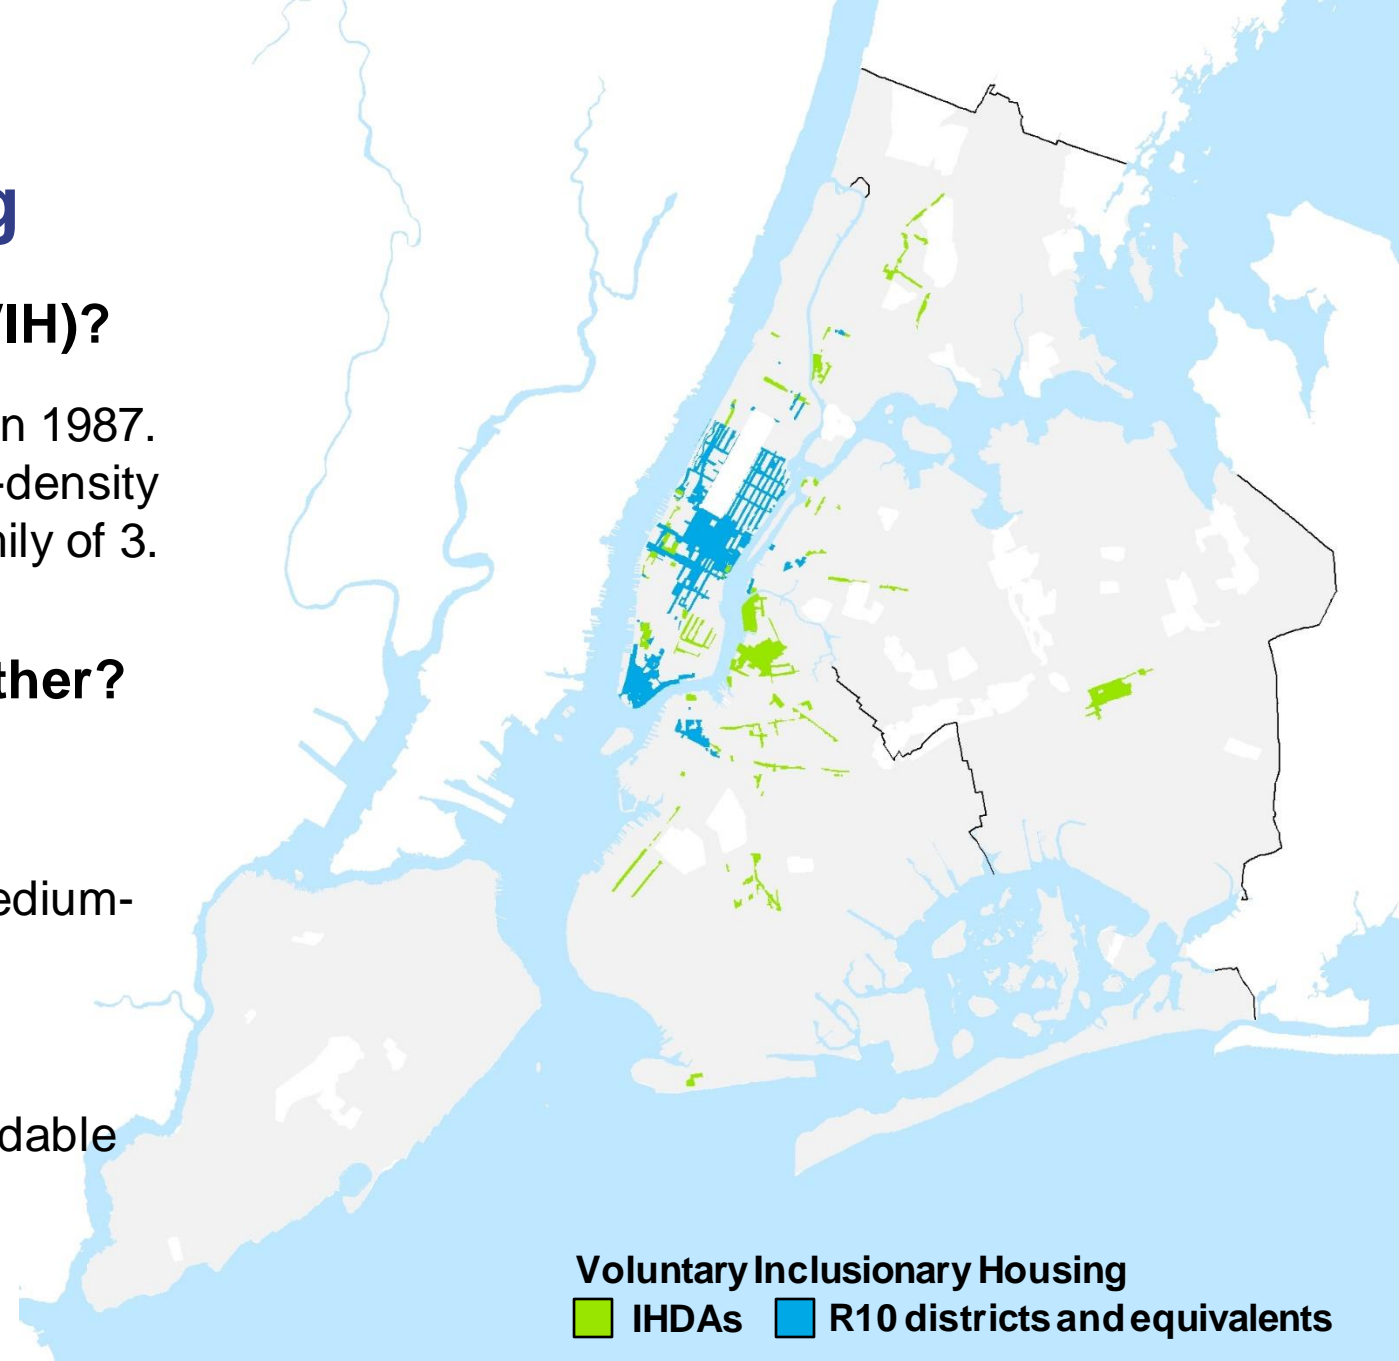 g
IH)?
n 1987.
-density
ily of 3.
ther?
edium-
dable
Voluntary Inclusionary Housing
IHDAs R10 districts and equivalents